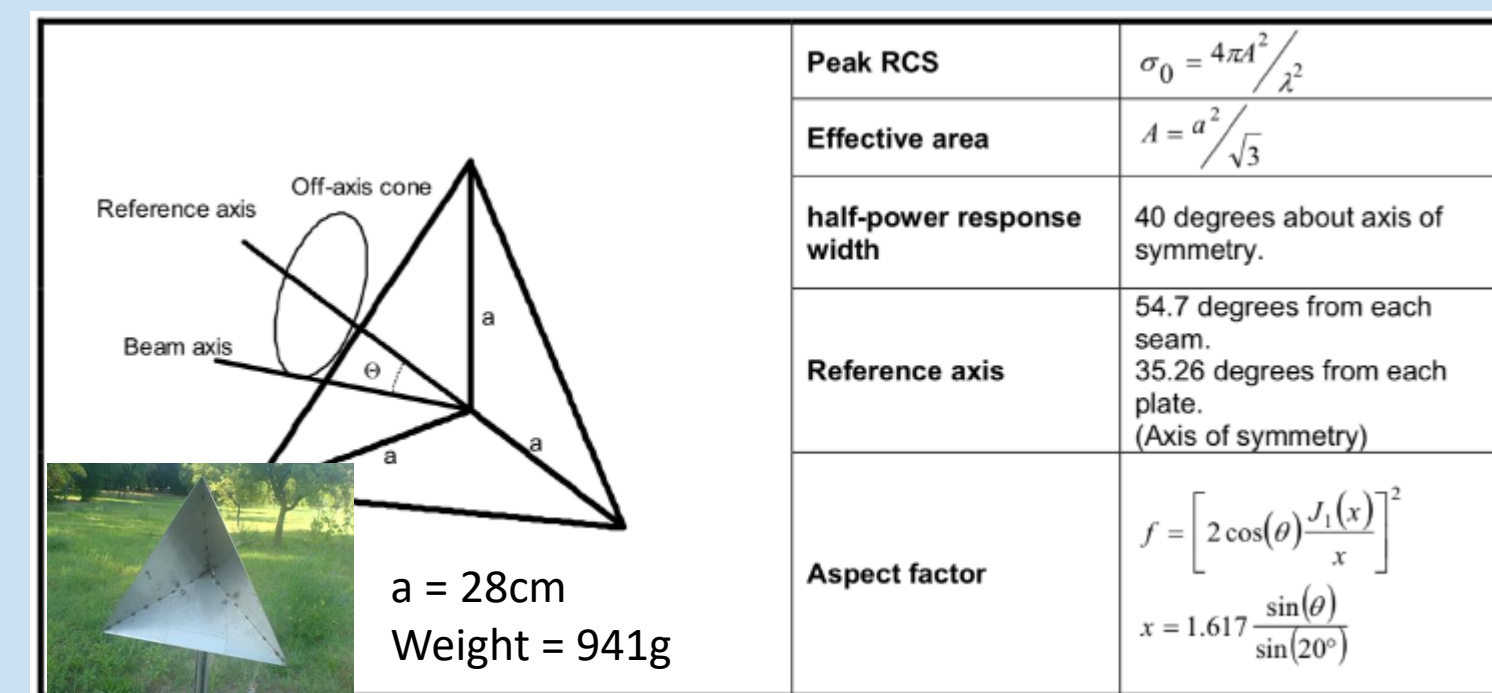 Off-axis cone
Reference axis
Beam axis
Θ
a
a
a
a = 28cm
Weight = 941g
Peak RCS
σ₀ = 4πA²/λ²
Effective area
A = a²/√3
half-power response
width
40 degrees about axis of
symmetry.
Reference axis
54.7 degrees from each
seam.
35.26 degrees from each
plate.
(Axis of symmetry)
Aspect factor
f = [2 cos(θ) J₁(x)/x]²
x = 1.617 sin(θ)/sin(20°)